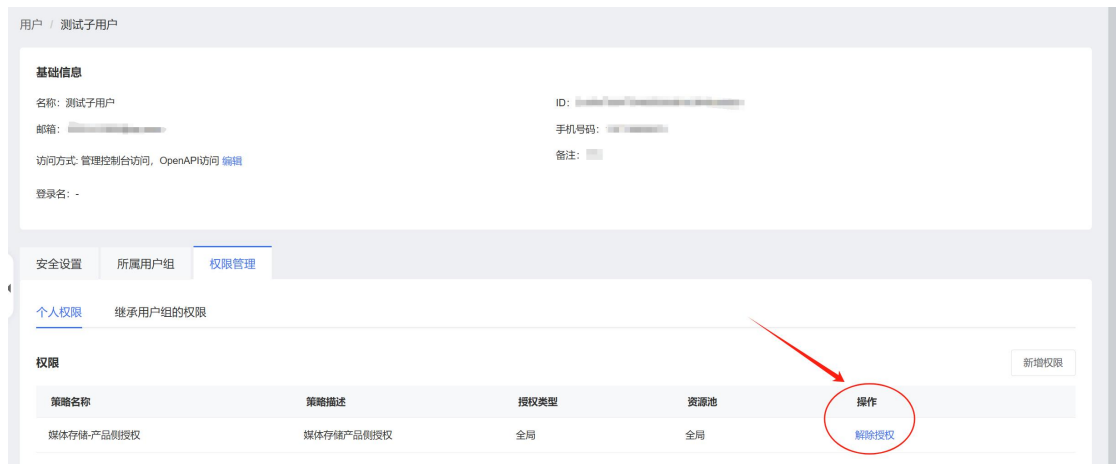 用户 / 测试子用户
基础信息
名称：测试子用户
ID：
邮箱：
手机号码：
访问方式: 管理控制台访问，OpenAPI访问 编辑
备注：
登录名：-
安全设置 所属用户组 权限管理
个人权限 继承用户组的权限
权限 新增权限
策略名称 策略描述 授权类型 资源池 操作
媒体存储-产品侧授权 媒体存储产品侧授权 全局 全局 解除授权